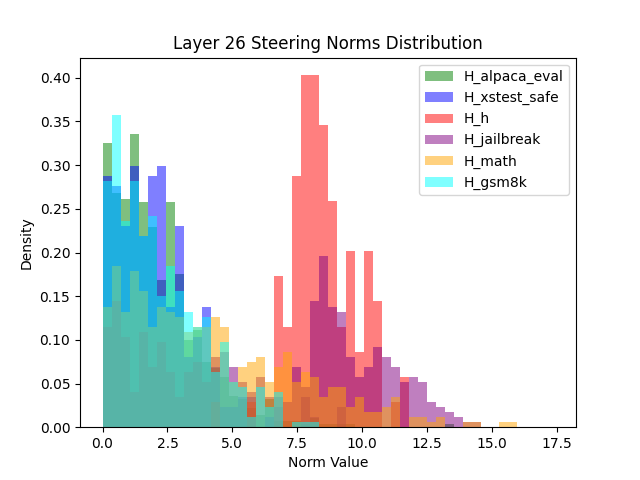 Layer 26 Steering Norms Distribution
0.40
0.35
0.30
0.25
0.20
0.15
0.10
0.05
0.00
Density
H_alpaca_eval
H_xstest_safe
H_h
H_jailbreak
H_math
H_gsm8k
0.0 2.5 5.0 7.5 10.0 12.5 15.0 17.5
Norm Value